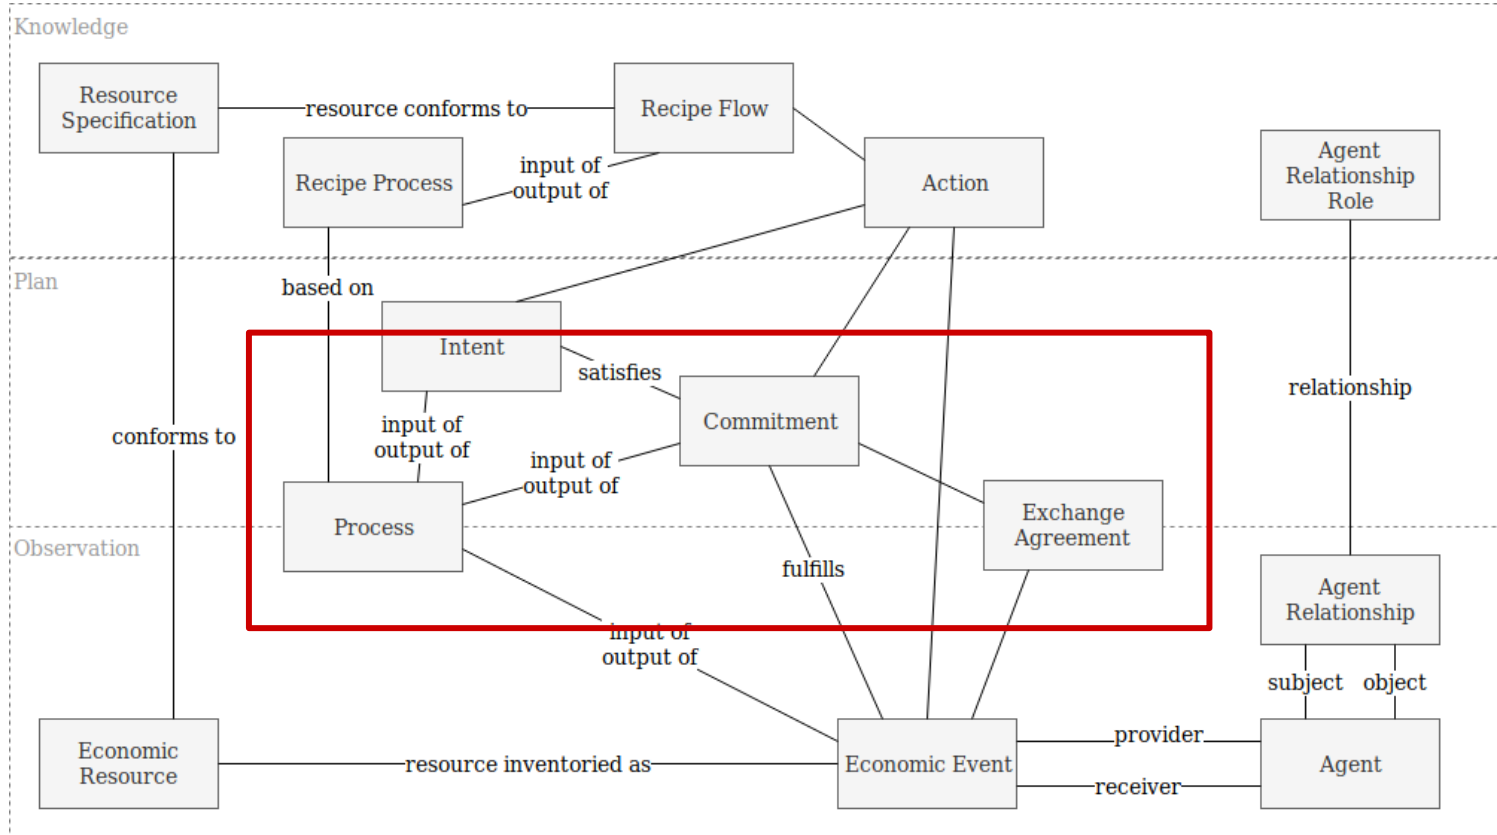 Knowledge
Resource
Specification
resource conforms to
Recipe Flow
Recipe Process
input of
output of
Action
Agent
Relationship
Role
Plan
based on
Intent
satisfies
Commitment
relationship
conforms to
input of
output of
input of
output of
Process
Exchange
Agreement
Observation
fulfills
Agent
Relationship
input of
output of
subject
object
Economic
Resource
resource inventoried as
Economic Event
provider
receiver
Agent